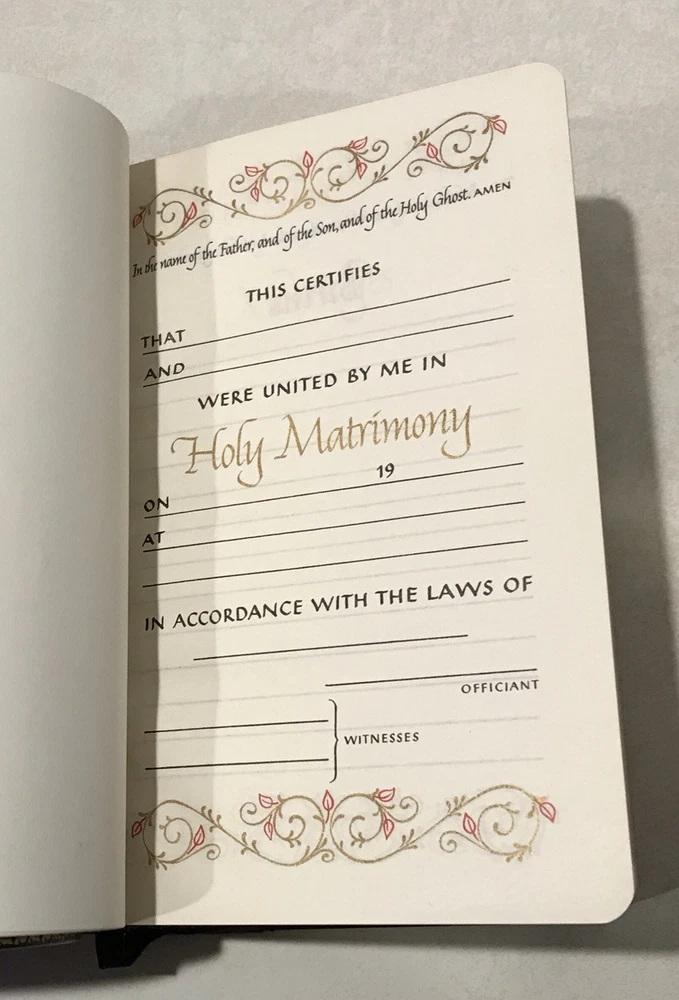 In the name of the Father, and of the Son, and of the Holy Ghost. AMEN
THIS CERTIFIES
THAT
AND
WERE UNITED BY ME IN
Holy Matrimony
ON 19
AT
IN ACCORDANCE WITH THE LAWS OF
OFFICIANT
WITNESSES